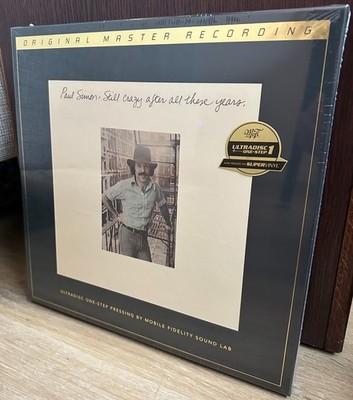 ORIGINAL MASTER RECORDING
Paul Simon - Still crazy after all these years.
ULTRADISC
ONE-STEP 1
SUPERVINYL
ULTRADISC ONE-STEP PRESSING BY MOBILE FIDELITY SOUND LAB